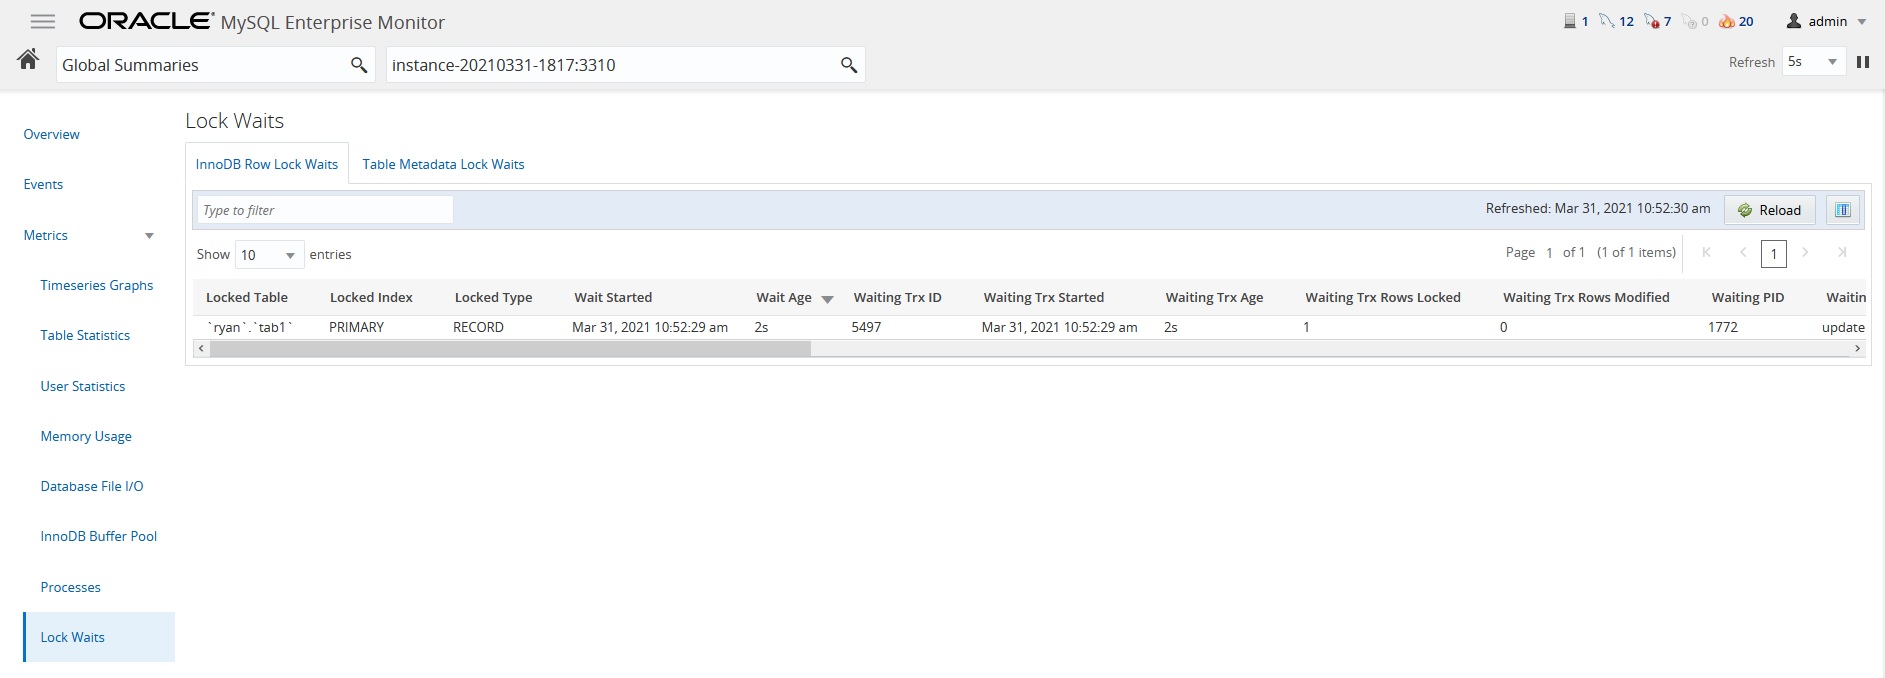 ORACLE® MySQL Enterprise Monitor
1 12 7 0 20 admin
Global Summaries instance-20210331-1817:3310 Refresh 5s
Overview
Events
Metrics
Timeseries Graphs
Table Statistics
User Statistics
Memory Usage
Database File I/O
InnoDB Buffer Pool
Processes
Lock Waits
Lock Waits
InnoDB Row Lock Waits Table Metadata Lock Waits
Type to filter Refreshed: Mar 31, 2021 10:52:30 am Reload
Show 10 entries Page 1 of 1 (1 of 1 items) 1
Locked Table Locked Index Locked Type Wait Started Wait Age Waiting Trx ID Waiting Trx Started Waiting Trx Age Waiting Trx Rows Locked Waiting Trx Rows Modified Waiting PID Waitin
`ryan`.`tab1` PRIMARY RECORD Mar 31, 2021 10:52:29 am 2s 5497 Mar 31, 2021 10:52:29 am 2s 1 0 1772 update